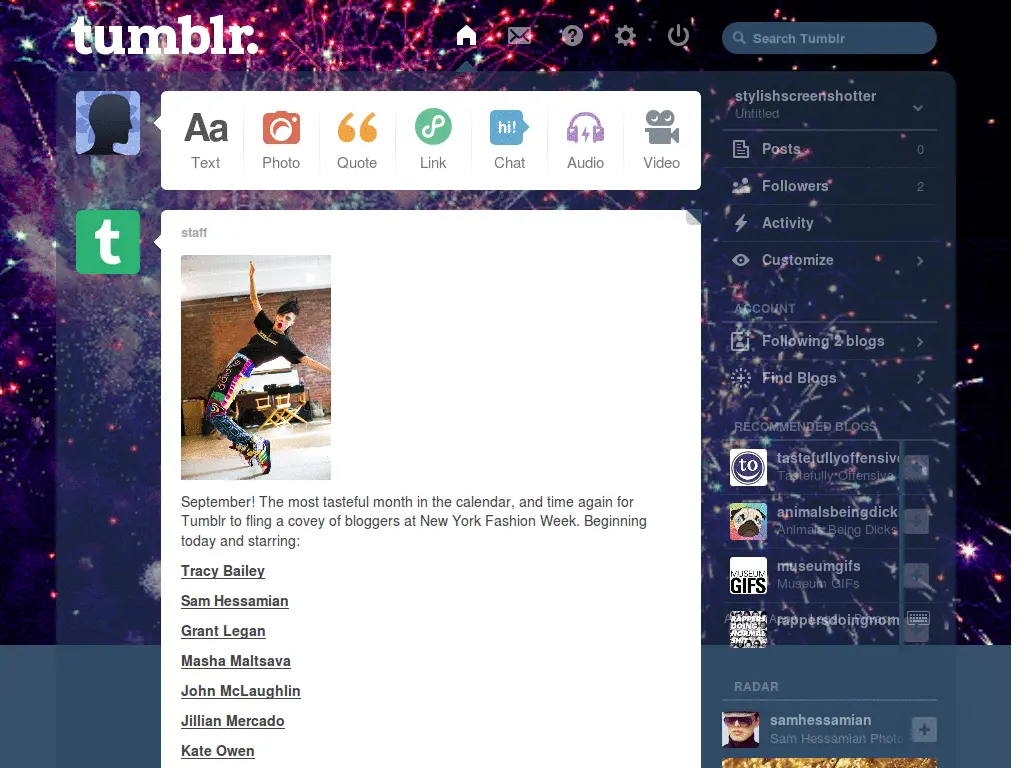 tumblr.
Search Tumblr
Aa
Text
Photo
Quote
Link
hi!
Chat
Audio
Video
t
staff
September! The most tasteful month in the calendar, and time again for
Tumblr to fling a covey of bloggers at New York Fashion Week. Beginning
today and starring:
Tracy Bailey
Sam Hessamian
Grant Legan
Masha Maltsava
John McLaughlin
Jillian Mercado
Kate Owen
stylishscreenshotter
Untitled
Posts 0
Followers 2
Activity
Customize
ACCOUNT
Following 2 blogs
Find Blogs
RECOMMENDED BLOGS
to
tastefullyoffensive
Tastefully Offensive
animalsbeingdick
Animals Being Dicks
MUSEUM
GIFS
museumgifs
Museum GIFs
RAPPERS
DOING
NORMAL
SHIT
rappersdoingnorm
RADAR
samhessamian
Sam Hessamian Photo